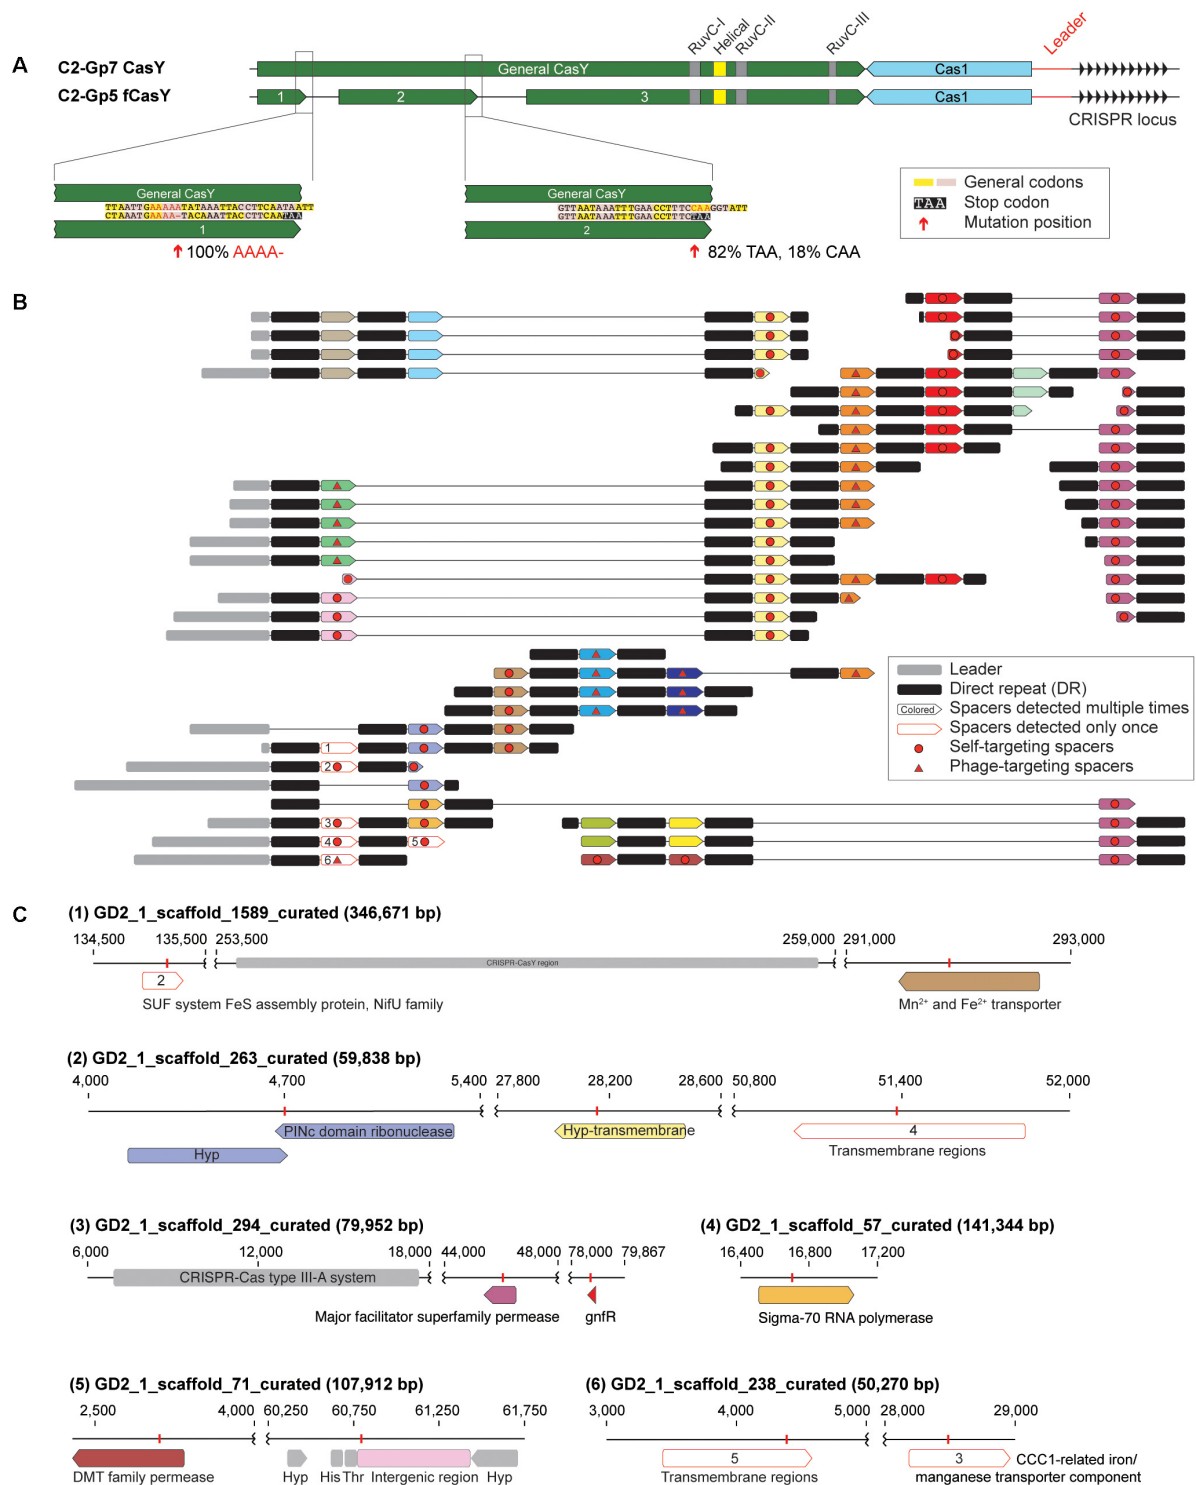 A
C2-Gp7 CasY
C2-Gp5 fCasY
RuvC-I
Helical
RuvC-II
RuvC-III
Leader
General CasY
Cas1
1
2
3
Cas1
CRISPR locus
General CasY
TTAATTGAAAAATATAAATTACCTTCAATAATT
CTAAATGAAAA-TACAAATTACCTTCAATAA
1
100% AAAA-
General CasY
GTTAATAAATTTGAACCTTTCCAAGGTATT
GTTAATAAATTTGAACCTTTCTAA
2
82% TAA, 18% CAA
General codons
TAA Stop codon
Mutation position
B
1
2
3
4
5
6
Leader
Direct repeat (DR)
Colored Spacers detected multiple times
Spacers detected only once
Self-targeting spacers
Phage-targeting spacers
C
(1) GD2_1_scaffold_1589_curated (346,671 bp)
134,500 135,500 253,500 259,000 291,000 293,000
CRISPR-CasY region
2
SUF system FeS assembly protein, NifU family
Mn2+ and Fe2+ transporter
(2) GD2_1_scaffold_263_curated (59,838 bp)
4,000 4,700 5,400 27,800 28,200 28,600 50,800 51,400 52,000
PINc domain ribonuclease
Hyp-transmembrane
4
Hyp
Transmembrane regions
(3) GD2_1_scaffold_294_curated (79,952 bp)
6,000 12,000 18,000 44,000 48,000 78,000 79,867
CRISPR-Cas type III-A system
Major facilitator superfamily permease
gnfR
(4) GD2_1_scaffold_57_curated (141,344 bp)
16,400 16,800 17,200
Sigma-70 RNA polymerase
(5) GD2_1_scaffold_71_curated (107,912 bp)
2,500 4,000 60,250 60,750 61,250 61,750
DMT family permease
Hyp
His
Thr
Intergenic region
Hyp
(6) GD2_1_scaffold_238_curated (50,270 bp)
3,000 4,000 5,000 28,000 29,000
5
Transmembrane regions
3
CCC1-related iron/
manganese transporter component